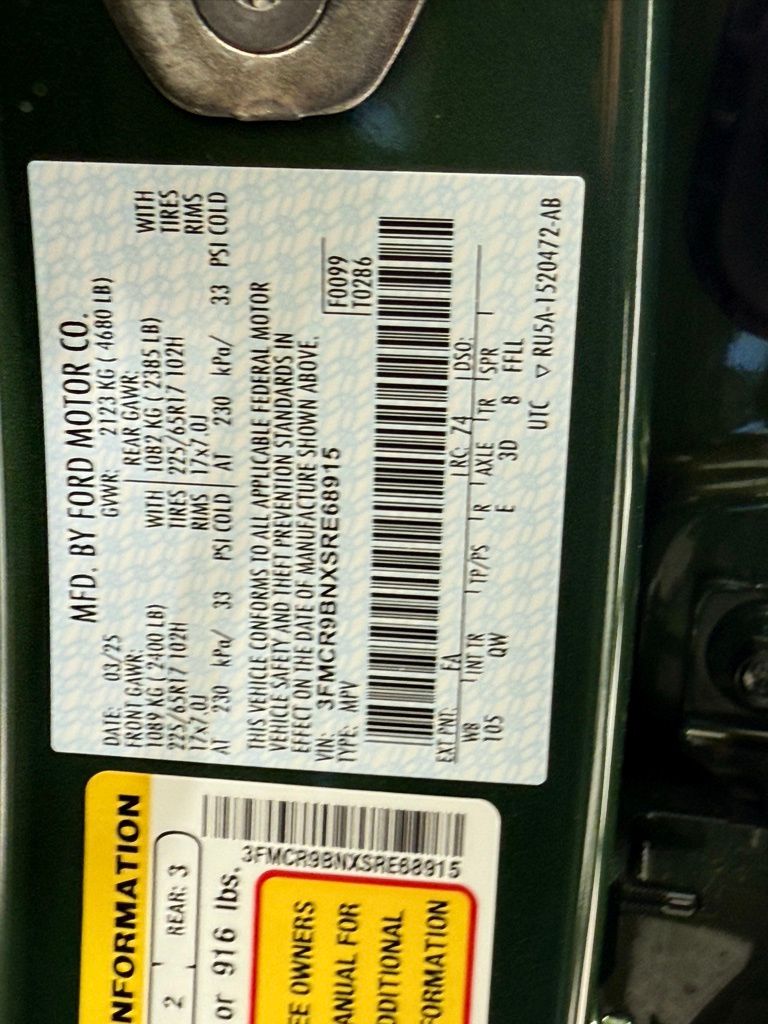 MFD. BY FORD MOTOR CO.
DATE: 03/25 GVWR: 2123 KG ( 4680 LB)
FRONT GAWR: REAR GAWR:
1089 KG ( 2400 LB) WITH 1082 KG ( 2385 LB) WITH
225/65R17 102H TIRES 225/65R17 102H TIRES
17x7.0J RIMS 17x7.0J RIMS
AT 230 kPa/ 33 PSI COLD AT 230 kPa/ 33 PSI COLD
THIS VEHICLE CONFORMS TO ALL APPLICABLE FEDERAL MOTOR
VEHICLE SAFETY AND THEFT PREVENTION STANDARDS IN
EFFECT ON THE DATE OF MANUFACTURE SHOWN ABOVE.
VIN: 3FMCR9BNXSRE68915 F0099
TYPE: MPV T0286
EXT PNT: FA RC: 74 DSO:
WB INT TR TP/PS R AXLE TR SPR
105 QW E 3D 8 FFLL
UTC ▽ RU5A-1520472-AB
NFORMATION
2 REAR: 3
or 916 lbs.
3FMCR9BNXSRE68915
EE OWNERS
ANUAL FOR
DDITIONAL
FORMATION